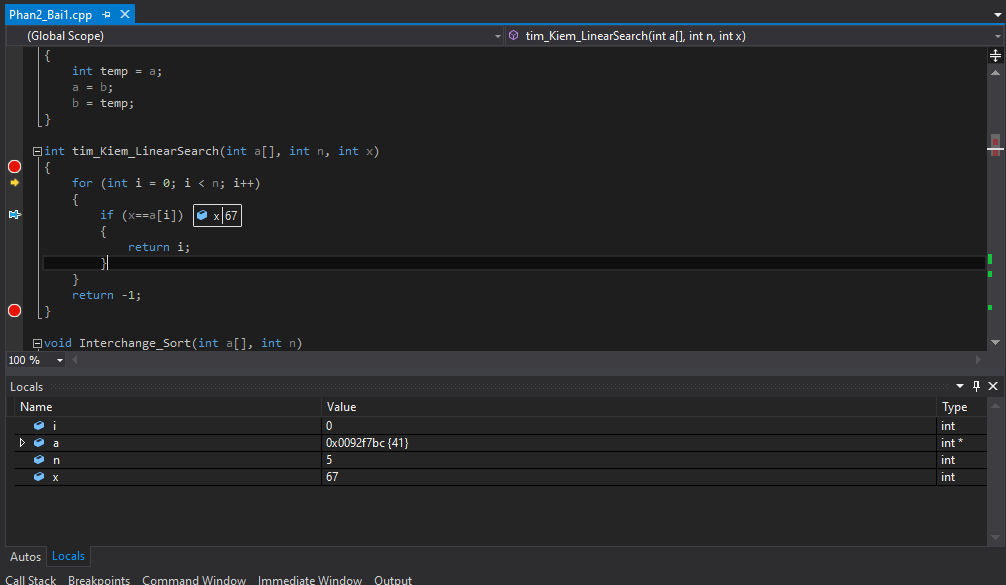 Phan2_Bai1.cpp
(Global Scope) tim_Kiem_LinearSearch(int a[], int n, int x)
{
int temp = a;
a = b;
b = temp;
}
int tim_Kiem_LinearSearch(int a[], int n, int x)
{
for (int i = 0; i < n; i++)
{
if (x==a[i]) x 67
{
return i;
}
}
return -1;
}
void Interchange_Sort(int a[], int n)
100 %
Locals
Name Value Type
i 0 int
a 0x0092f7bc {41} int *
n 5 int
x 67 int
Autos Locals
Call Stack Breakpoints Command Window Immediate Window Output